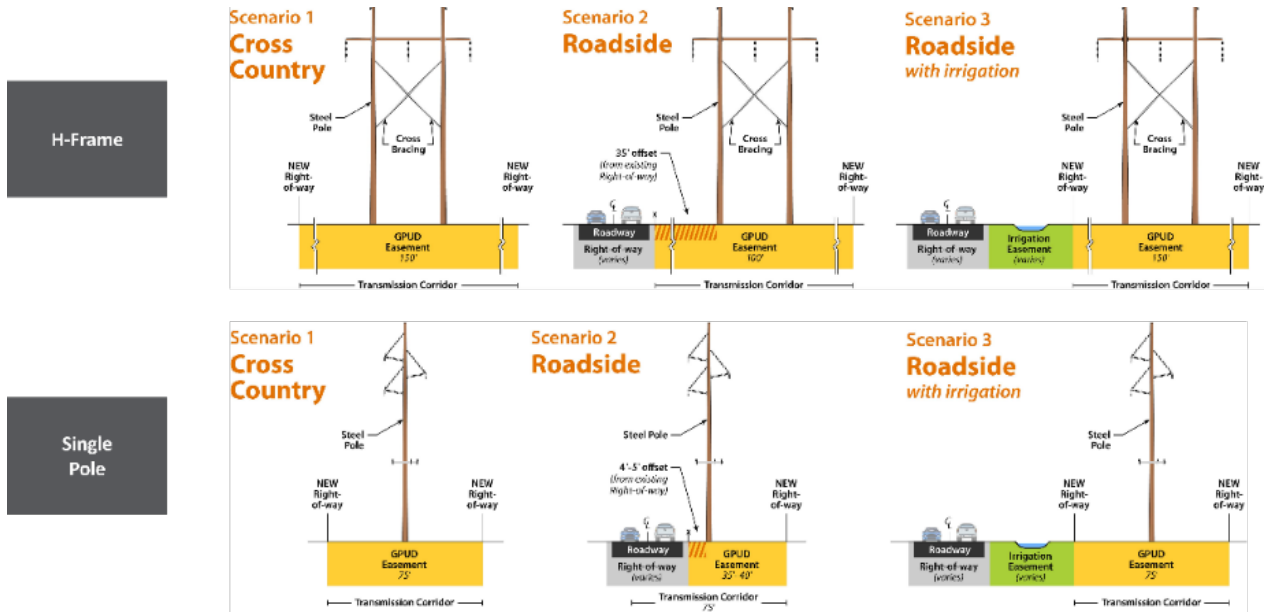 H-Frame
Scenario 1
Cross
Country
Steel
Pole
Cross
Bracing
NEW
Right-
of-way
NEW
Right-
of-way
GPUD
Easement
150'
Transmission Corridor
Scenario 2
Roadside
Steel
Pole
Cross
Bracing
35' offset
(from existing
Right-of-way)
NEW
Right-
of-way
Roadway
Right-of-way
(varies)
GPUD
Easement
100'
Transmission Corridor
Scenario 3
Roadside
with irrigation
Steel
Pole
Cross
Bracing
NEW
Right-
of-way
NEW
Right-
of-way
Roadway
Right-of-way
(varies)
Irrigation
Easement
(varies)
GPUD
Easement
150'
Transmission Corridor
Single
Pole
Scenario 1
Cross
Country
Steel
Pole
NEW
Right-
of-way
NEW
Right-
of-way
GPUD
Easement
75'
Transmission Corridor
Scenario 2
Roadside
Steel Pole
4'-5' offset
(from existing
Right-of-way)
NEW
Right-
of-way
Roadway
Right-of-way
(varies)
GPUD
Easement
35'-40'
Transmission Corridor
75'
Scenario 3
Roadside
with irrigation
Steel
Pole
NEW
Right-
of-way
NEW
Right-
of-way
Roadway
Right-of-way
(varies)
Irrigation
Easement
(varies)
GPUD
Easement
75'
Transmission Corridor